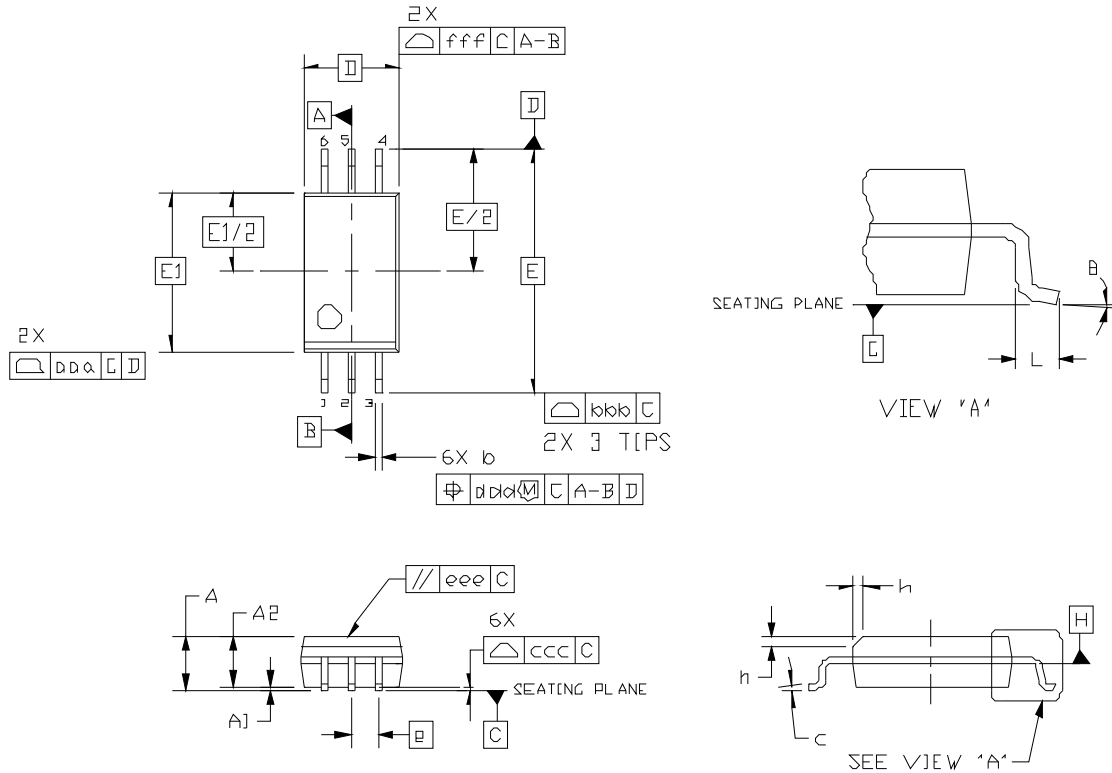 2X
fff C A-B
D
A
D
6 5 4
E1/2
E/2
E1
E
2X
C D
1 2 3
bbb C
2X 3 TIPS
B
6X b
ddd M C A-B D
SEATING PLANE
C
L
VIEW "A"
// eee C
A
A2
6X
ccc C
SEATING PLANE
A1
e
C
h
H
h
c
SEE VIEW "A"